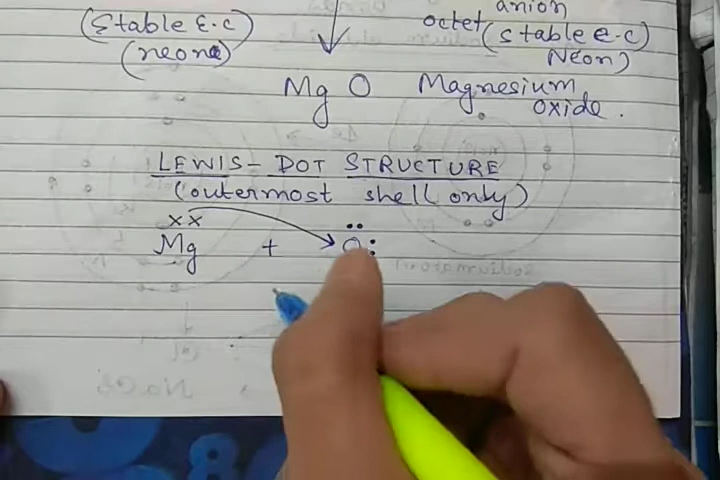 anion
(Stable E.C)
octet (stable e-c)
(neon)
Neon)
Mg O Magnesium
oxide.
LEWIS-DOT STRUCTURE
(outermost shell only)
xx
Mg + O